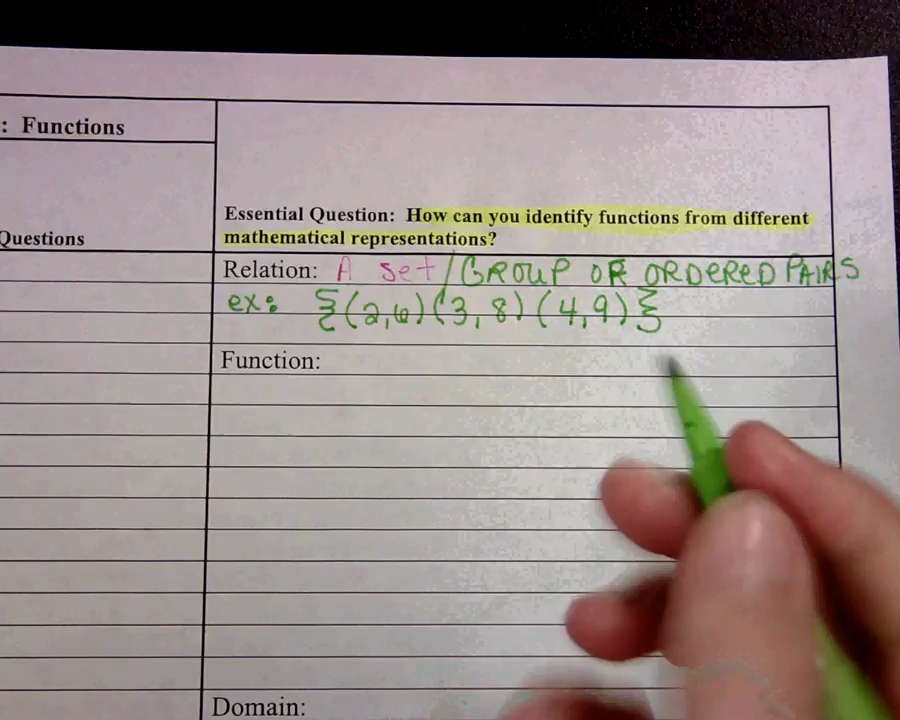 : Functions
Essential Question: How can you identify functions from different
mathematical representations?
Questions
Relation: A set/GROUP OF ORDERED PAIRS
ex: {(2,6)(3,8)(4,9)}
Function:
Domain: